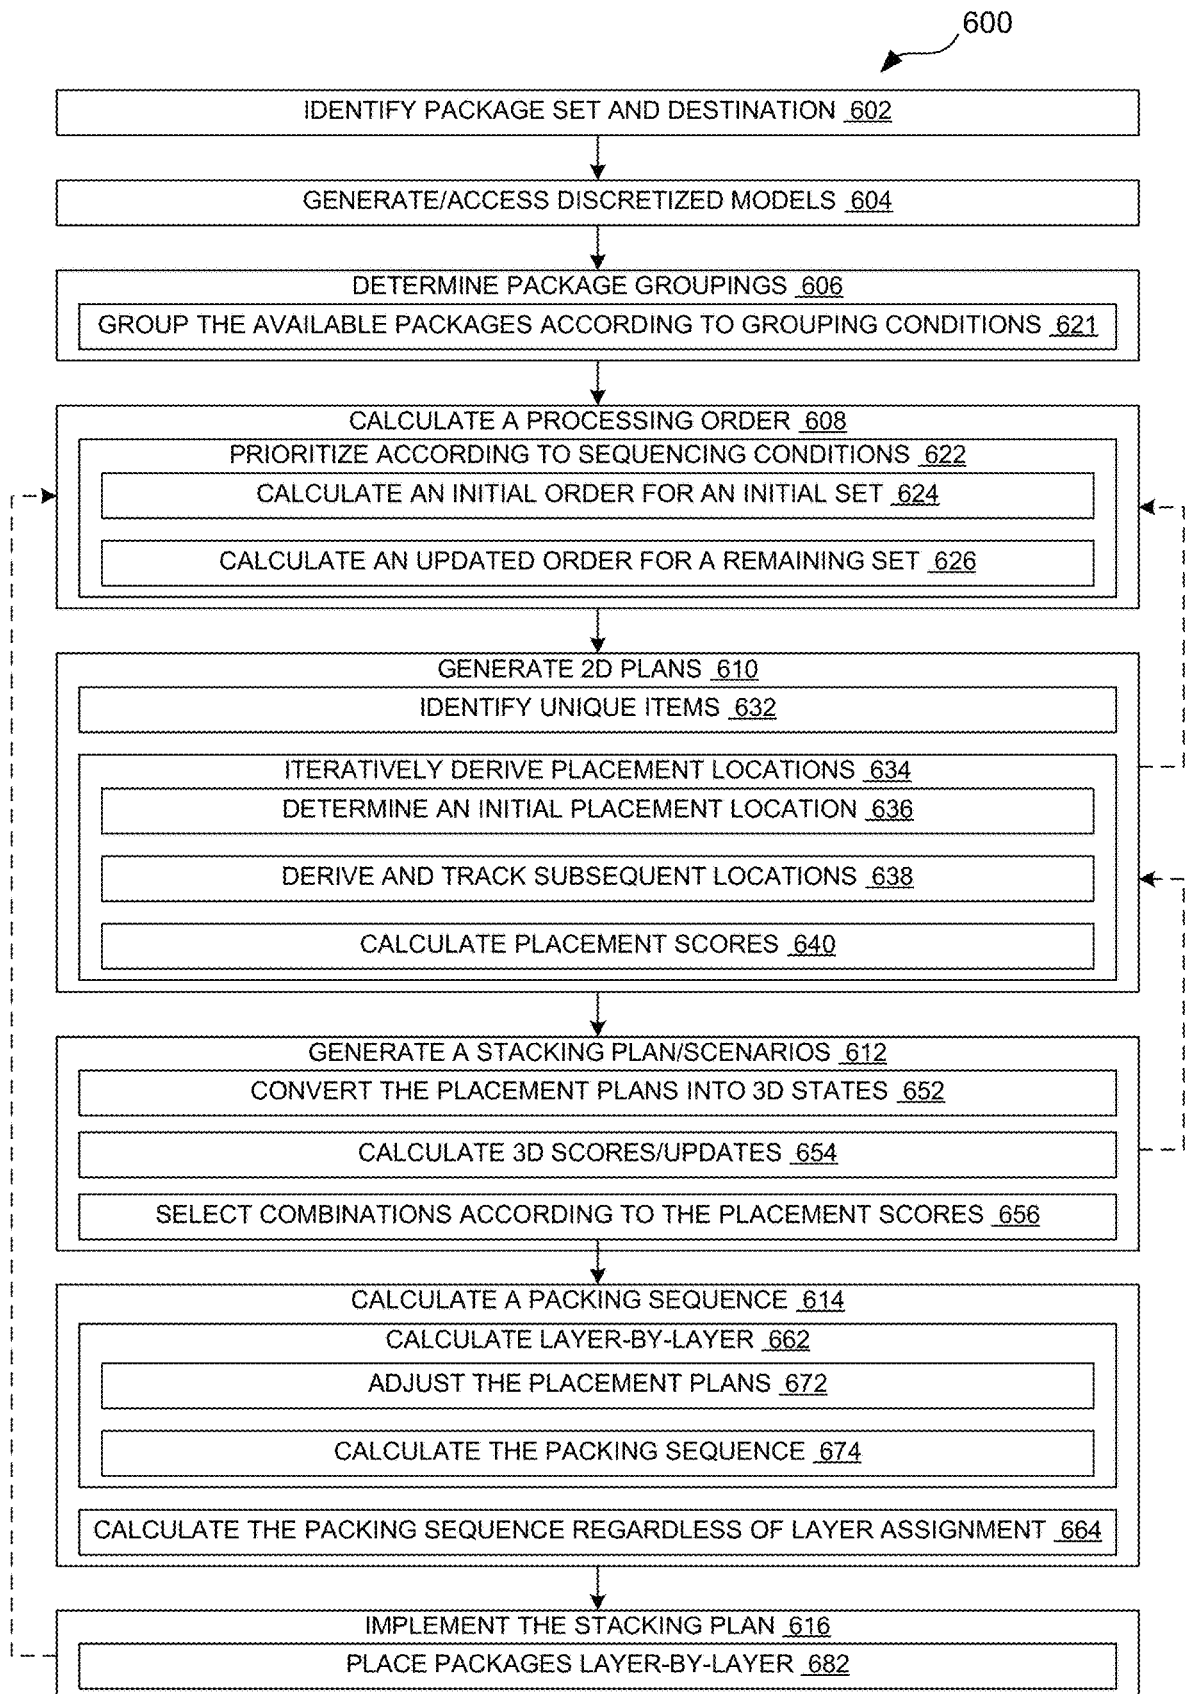 600
IDENTIFY PACKAGE SET AND DESTINATION 602
GENERATE/ACCESS DISCRETIZED MODELS 604
DETERMINE PACKAGE GROUPINGS 606
GROUP THE AVAILABLE PACKAGES ACCORDING TO GROUPING CONDITIONS 621
CALCULATE A PROCESSING ORDER 608
PRIORITIZE ACCORDING TO SEQUENCING CONDITIONS 622
CALCULATE AN INITIAL ORDER FOR AN INITIAL SET 624
CALCULATE AN UPDATED ORDER FOR A REMAINING SET 626
GENERATE 2D PLANS 610
IDENTIFY UNIQUE ITEMS 632
ITERATIVELY DERIVE PLACEMENT LOCATIONS 634
DETERMINE AN INITIAL PLACEMENT LOCATION 636
DERIVE AND TRACK SUBSEQUENT LOCATIONS 638
CALCULATE PLACEMENT SCORES 640
GENERATE A STACKING PLAN/SCENARIOS 612
CONVERT THE PLACEMENT PLANS INTO 3D STATES 652
CALCULATE 3D SCORES/UPDATES 654
SELECT COMBINATIONS ACCORDING TO THE PLACEMENT SCORES 656
CALCULATE A PACKING SEQUENCE 614
CALCULATE LAYER-BY-LAYER 662
ADJUST THE PLACEMENT PLANS 672
CALCULATE THE PACKING SEQUENCE 674
CALCULATE THE PACKING SEQUENCE REGARDLESS OF LAYER ASSIGNMENT 664
IMPLEMENT THE STACKING PLAN 616
PLACE PACKAGES LAYER-BY-LAYER 682